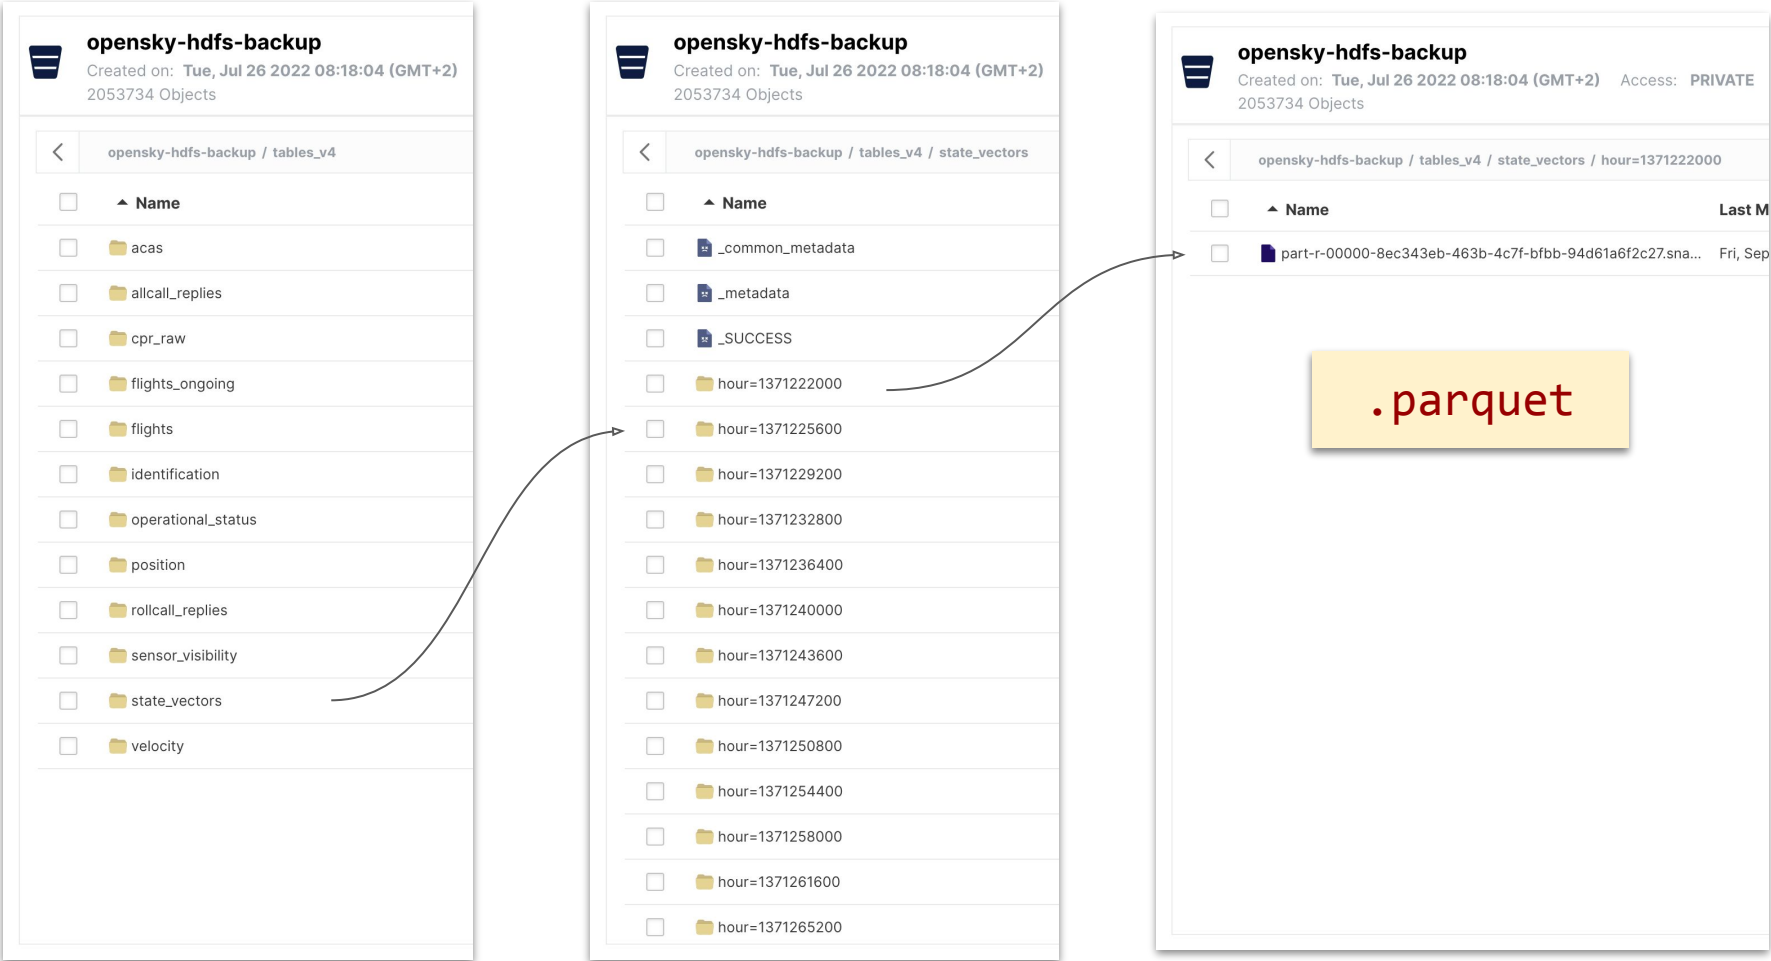 opensky-hdfs-backup
Created on: Tue, Jul 26 2022 08:18:04 (GMT+2)
2053734 Objects
opensky-hdfs-backup / tables_v4
Name
acas
allcall_replies
cpr_raw
flights_ongoing
flights
identification
operational_status
position
rollcall_replies
sensor_visibility
state_vectors
velocity
opensky-hdfs-backup
Created on: Tue, Jul 26 2022 08:18:04 (GMT+2)
2053734 Objects
opensky-hdfs-backup / tables_v4 / state_vectors
Name
_common_metadata
_metadata
_SUCCESS
hour=1371222000
hour=1371225600
hour=1371229200
hour=1371232800
hour=1371236400
hour=1371240000
hour=1371243600
hour=1371247200
hour=1371250800
hour=1371254400
hour=1371258000
hour=1371261600
hour=1371265200
opensky-hdfs-backup
Created on: Tue, Jul 26 2022 08:18:04 (GMT+2) Access: PRIVATE
2053734 Objects
opensky-hdfs-backup / tables_v4 / state_vectors / hour=1371222000
Name Last M
part-r-00000-8ec343eb-463b-4c7f-bfbb-94d61a6f2c27.sna... Fri, Sep
.parquet